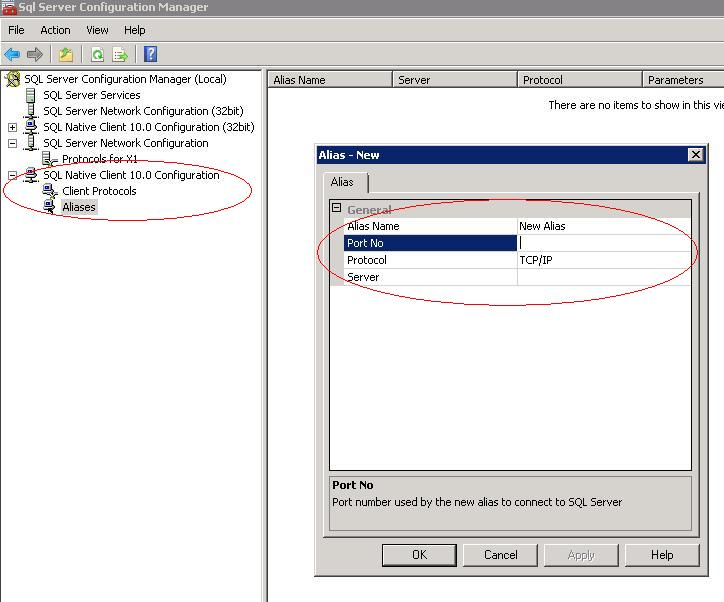 Sql Server Configuration Manager
File Action View Help
SQL Server Configuration Manager (Local)
SQL Server Services
SQL Server Network Configuration (32bit)
SQL Native Client 10.0 Configuration (32bit)
SQL Server Network Configuration
Protocols for X1
SQL Native Client 10.0 Configuration
Client Protocols
Aliases
Alias Name Server Protocol Parameters
There are no items to show in this vie
Alias - New
Alias
General
Alias Name New Alias
Port No
Protocol TCP/IP
Server
Port No
Port number used by the new alias to connect to SQL Server
OK Cancel Apply Help